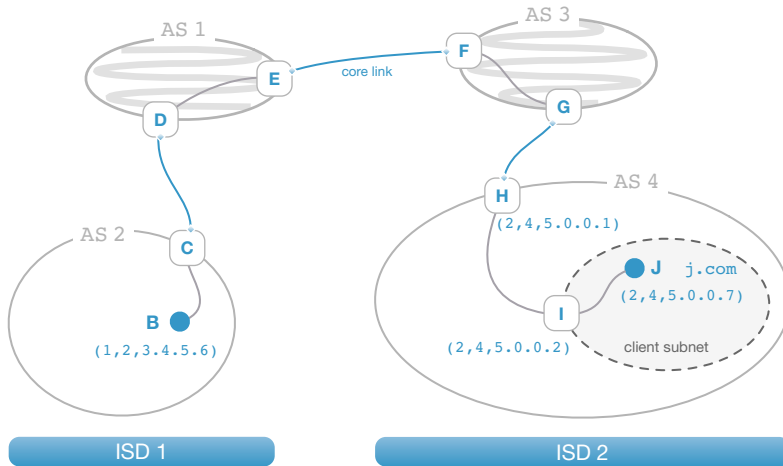 AS 1
AS 3
E
core link
F
D
G
AS 4
H
(2,4,5.0.0.1)
AS 2
C
J j.com
(2,4,5.0.0.7)
B
I
(1,2,3.4.5.6)
(2,4,5.0.0.2)
client subnet
ISD 1
ISD 2